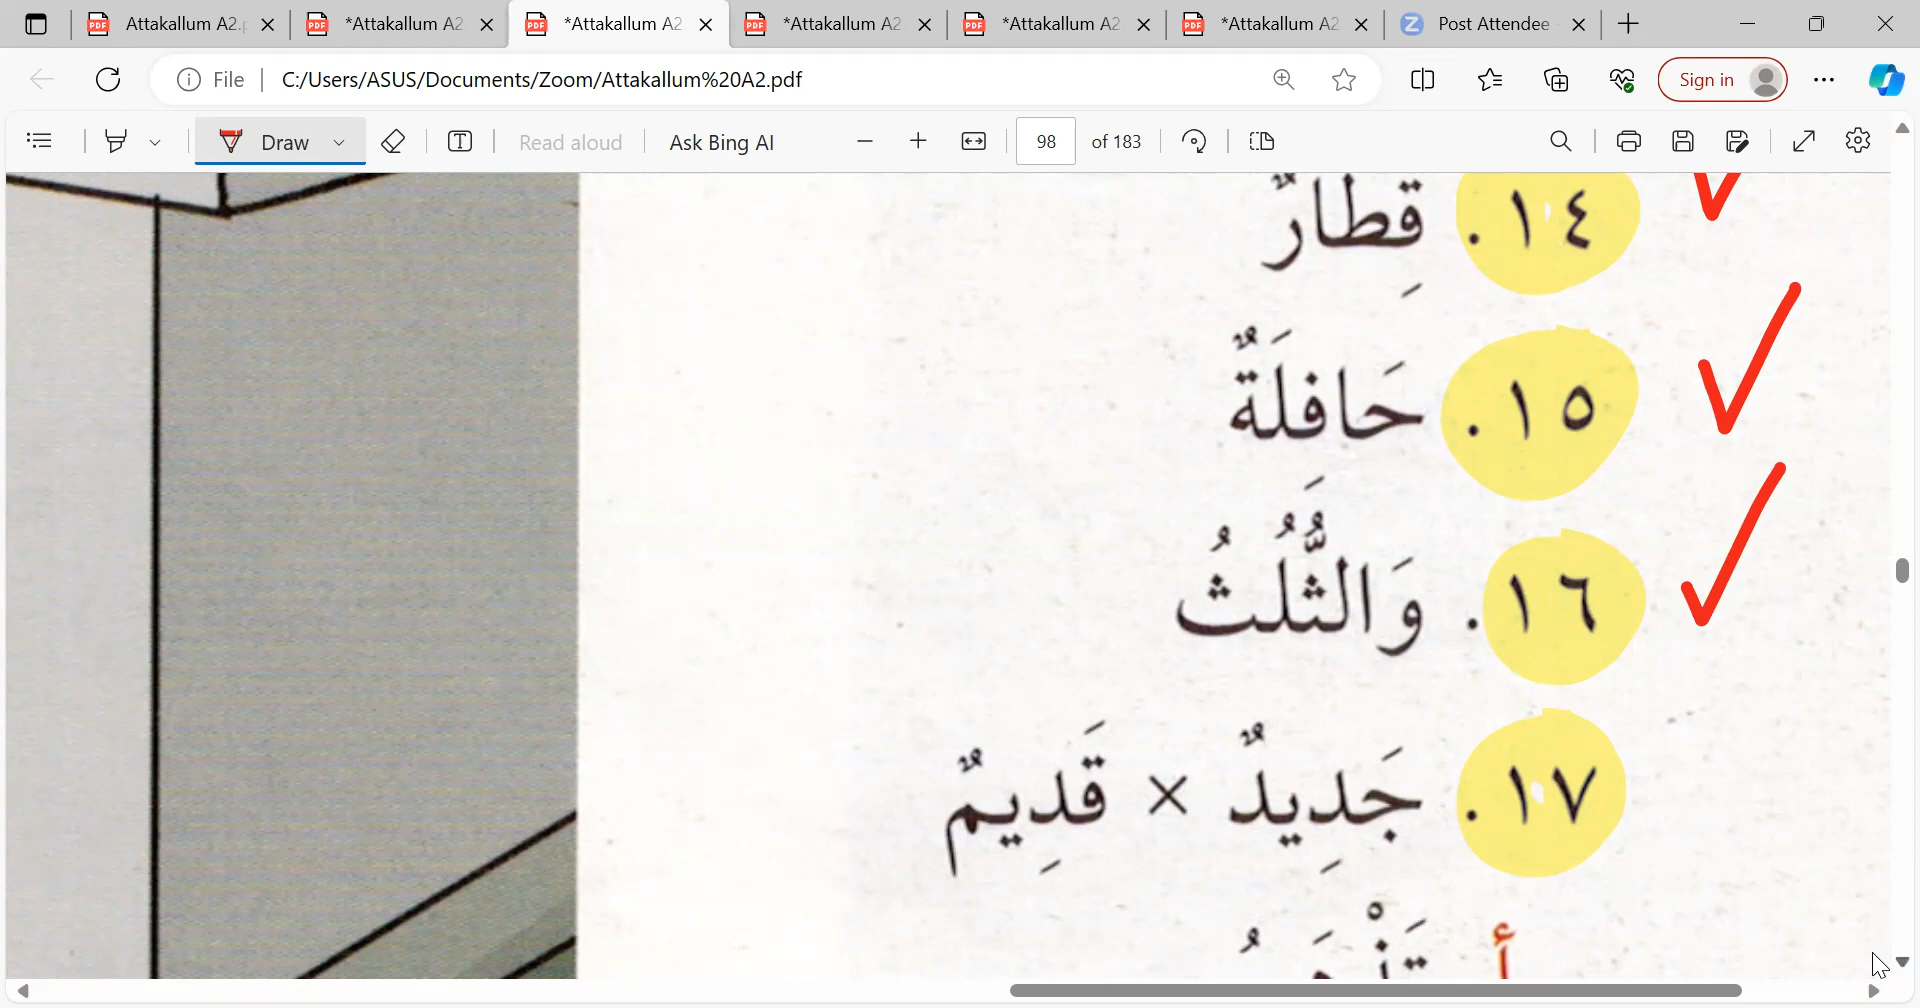 Attakallum A2.p
*Attakallum A2
*Attakallum A2
*Attakallum A2
*Attakallum A2
*Attakallum A2
Post Attendee
File
C:/Users/ASUS/Documents/Zoom/Attakallum%20A2.pdf
Sign in
Draw
Read aloud
Ask Bing AI
98
of 183
١٤. قِطَارٌ
١٥. حَافِلَةٌ
١٦. وَالثُّلُثُ
١٧. جَدِيدٌ × قَدِيمٌ
أ